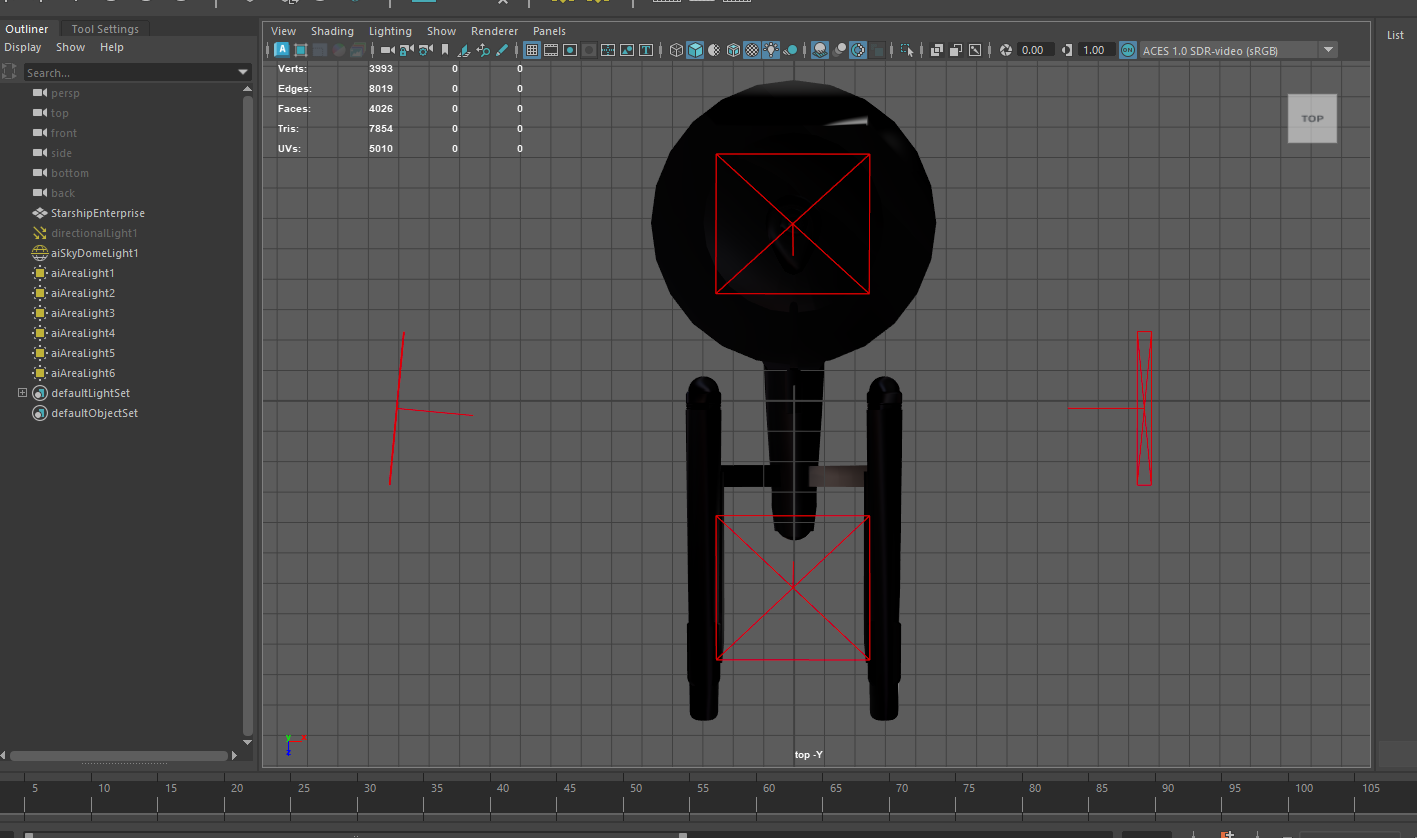 Outliner Tool Settings
Display Show Help
Search...
persp
top
front
side
bottom
back
StarshipEnterprise
directionalLight1
aiSkyDomeLight1
aiAreaLight1
aiAreaLight2
aiAreaLight3
aiAreaLight4
aiAreaLight5
aiAreaLight6
defaultLightSet
defaultObjectSet
View Shading Lighting Show Renderer Panels
A T 0.00 1.00 ON ACES 1.0 SDR-video (sRGB)
Verts: 3993 0 0
Edges: 8019 0 0
Faces: 4026 0 0
Tris: 7854 0 0
UVs: 5010 0 0
TOP
y
z
top -Y
List
5 10 15 20 25 30 35 40 45 50 55 60 65 70 75 80 85 90 95 100 105